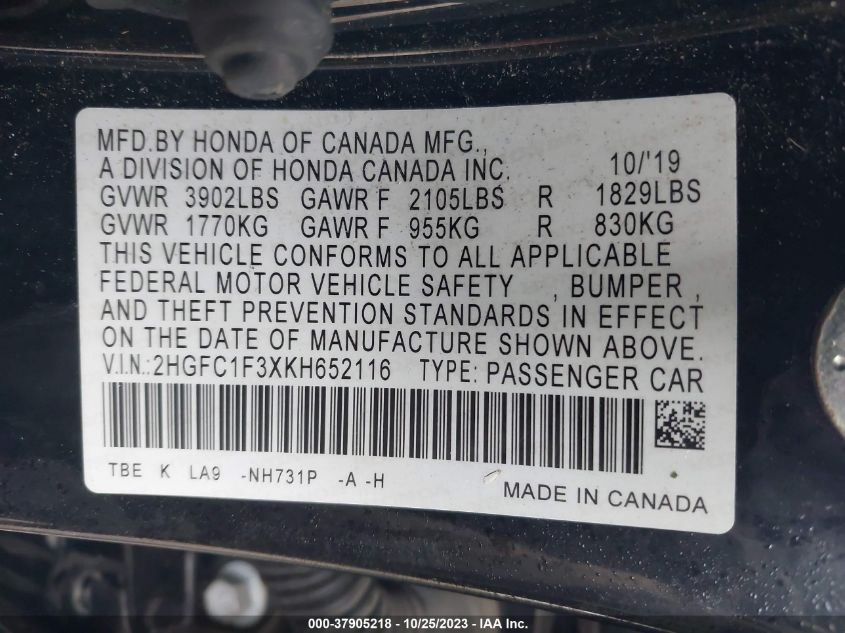 MFD.BY HONDA OF CANADA MFG.,
A DIVISION OF HONDA CANADA INC. 10/'19
GVWR 3902LBS GAWR F 2105LBS R 1829LBS
GVWR 1770KG GAWR F 955KG R 830KG
THIS VEHICLE CONFORMS TO ALL APPLICABLE
FEDERAL MOTOR VEHICLE SAFETY , BUMPER ,
AND THEFT PREVENTION STANDARDS IN EFFECT
ON THE DATE OF MANUFACTURE SHOWN ABOVE.
V.I.N.:2HGFC1F3XKH652116 TYPE: PASSENGER CAR
TBE K LA9 -NH731P -A -H
MADE IN CANADA
000-37905218 - 10/25/2023 - IAAI.COM